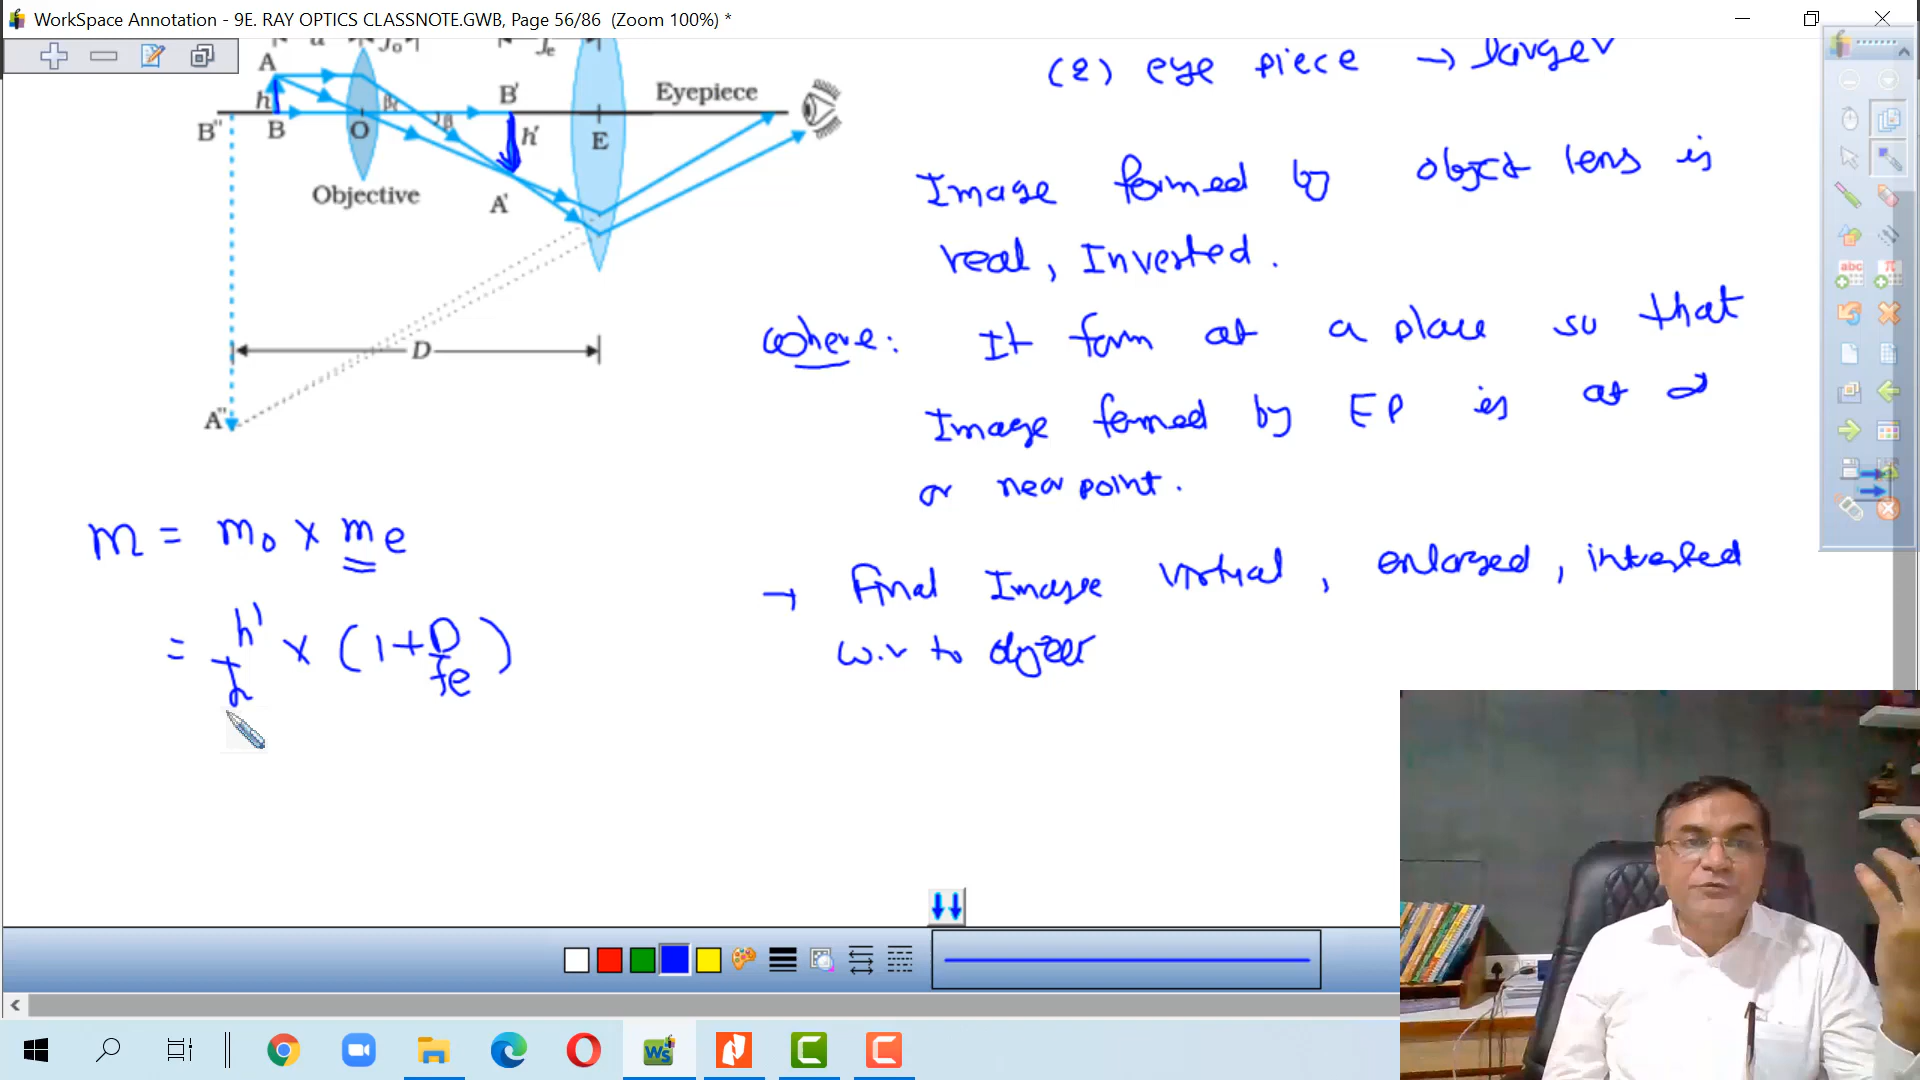 WorkSpace Annotation - 9E. RAY OPTICS CLASSNOTE.GWB, Page 56/86 (Zoom 100%) *
A
h
B"
B
O
B'
h'
E
Eyepiece
Objective
A'
D
A"
m = m₀ × me
= h'/h × (1 + D/fe)
(2) eye piece → larger
Image formed by object lens is
real, Inverted.
Where: It form at a place so that
Image formed by EP is at ∞
or near point.
→ Final Image virtual, enlarged, inverted
w.r to object
abc
π
WS